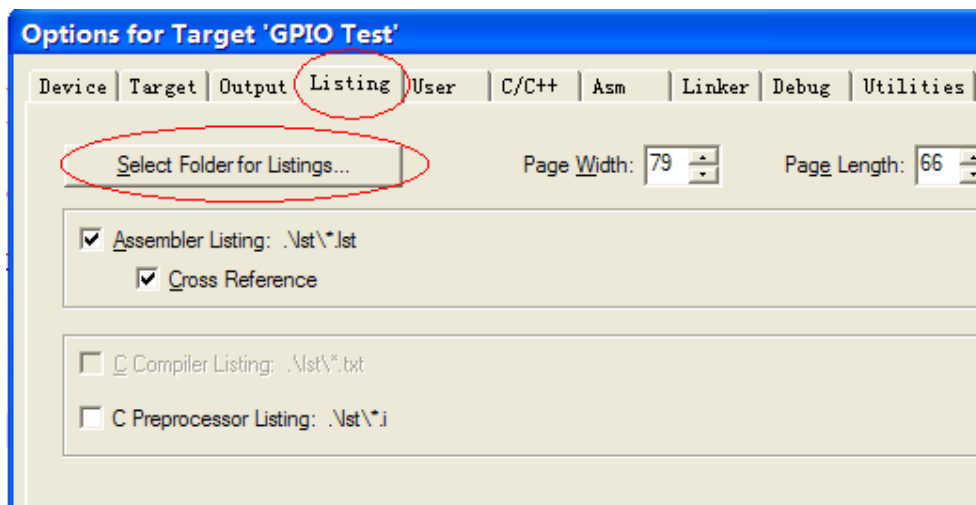 Options for Target 'GPIO Test'
Device Target Output Listing User C/C++ Asm Linker Debug Utilities
Select Folder for Listings... Page Width: 79 Page Length: 66
Assembler Listing: .\lst\*.lst
Cross Reference
C Compiler Listing: .\lst\*.txt
C Preprocessor Listing: .\lst\*.i